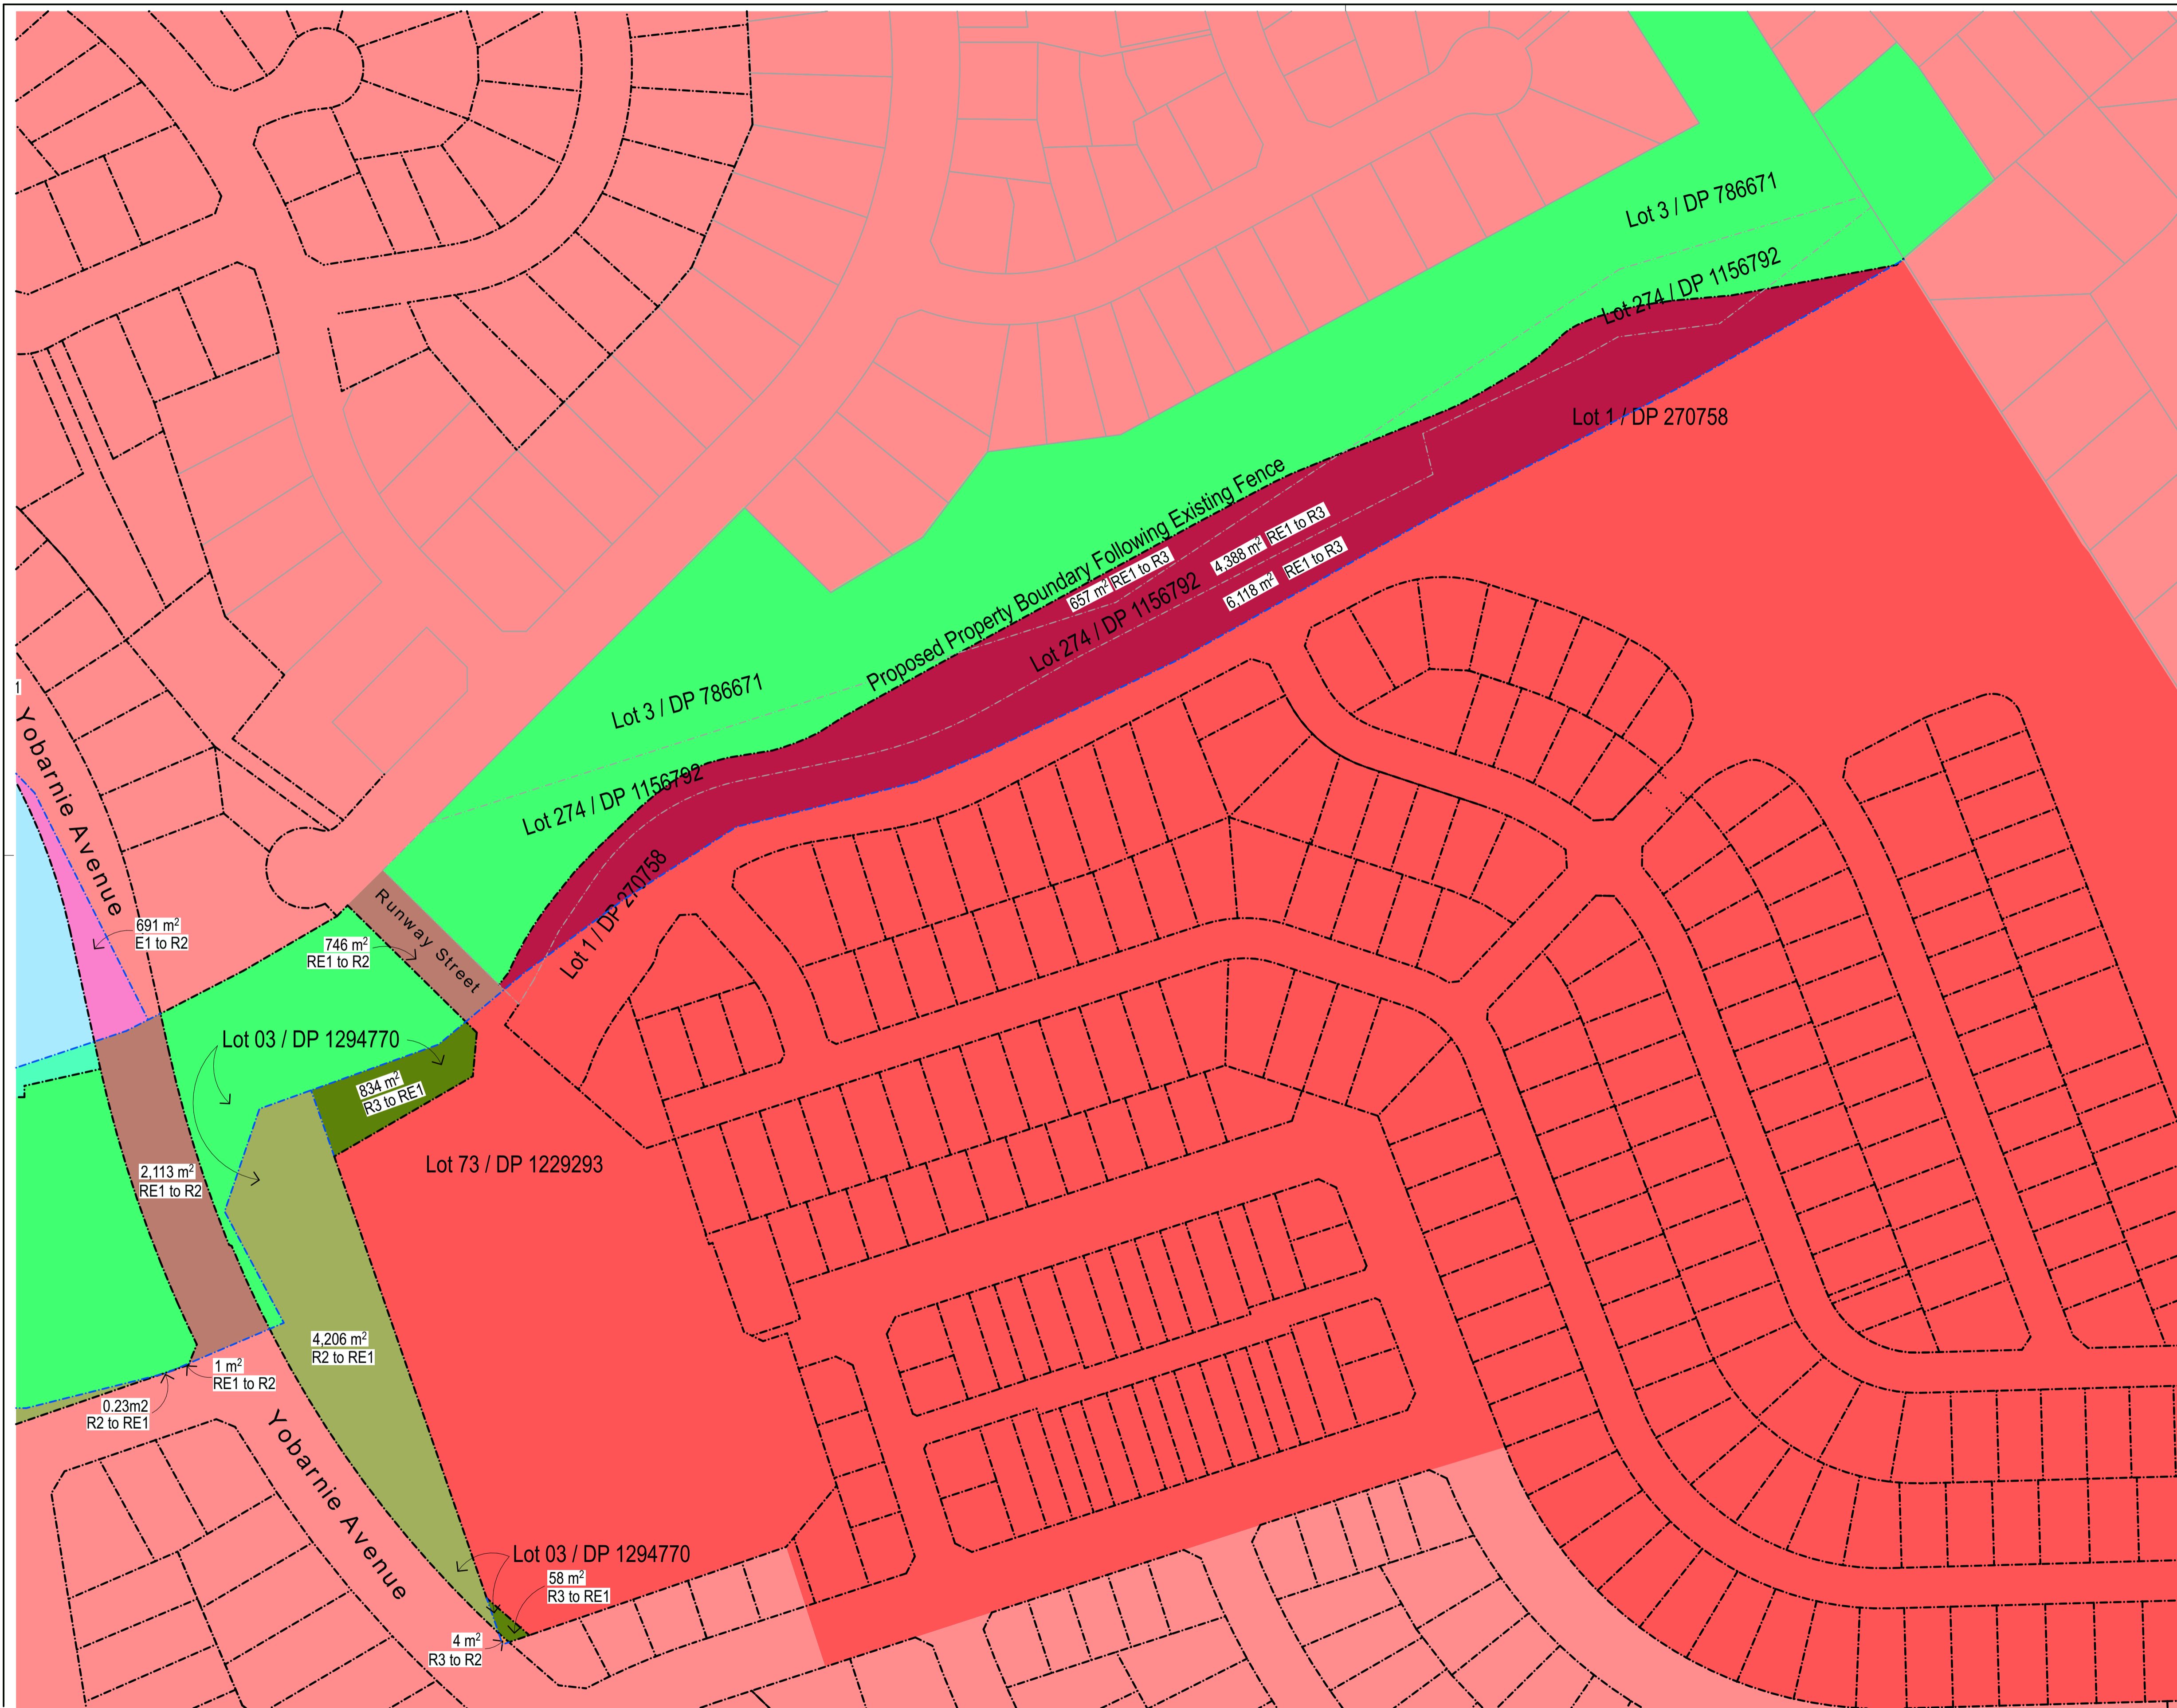 Lot 3 / DP 786671
Lot 274 / DP 1156792
Lot 1 / DP 270758
Proposed Property Boundary Following Existing Fence
657 m² RE1 to R3
4,388 m² RE1 to R3
6,118 m² RE1 to R3
Lot 274 / DP 1156792
Lot 3 / DP 786671
1
Yobarnie Avenue
Lot 274 / DP 1156792
Lot 1 / DP 270758
Runway Street
691 m²
E1 to R2
746 m²
RE1 to R2
Lot 03 / DP 1294770
834 m²
R3 to RE1
2,113 m²
RE1 to R2
Lot 73 / DP 1229293
4,206 m²
R2 to RE1
1 m²
RE1 to R2
0.23m2
R2 to RE1
Yobarnie Avenue
Lot 03 / DP 1294770
58 m²
R3 to RE1
4 m²
R3 to R2